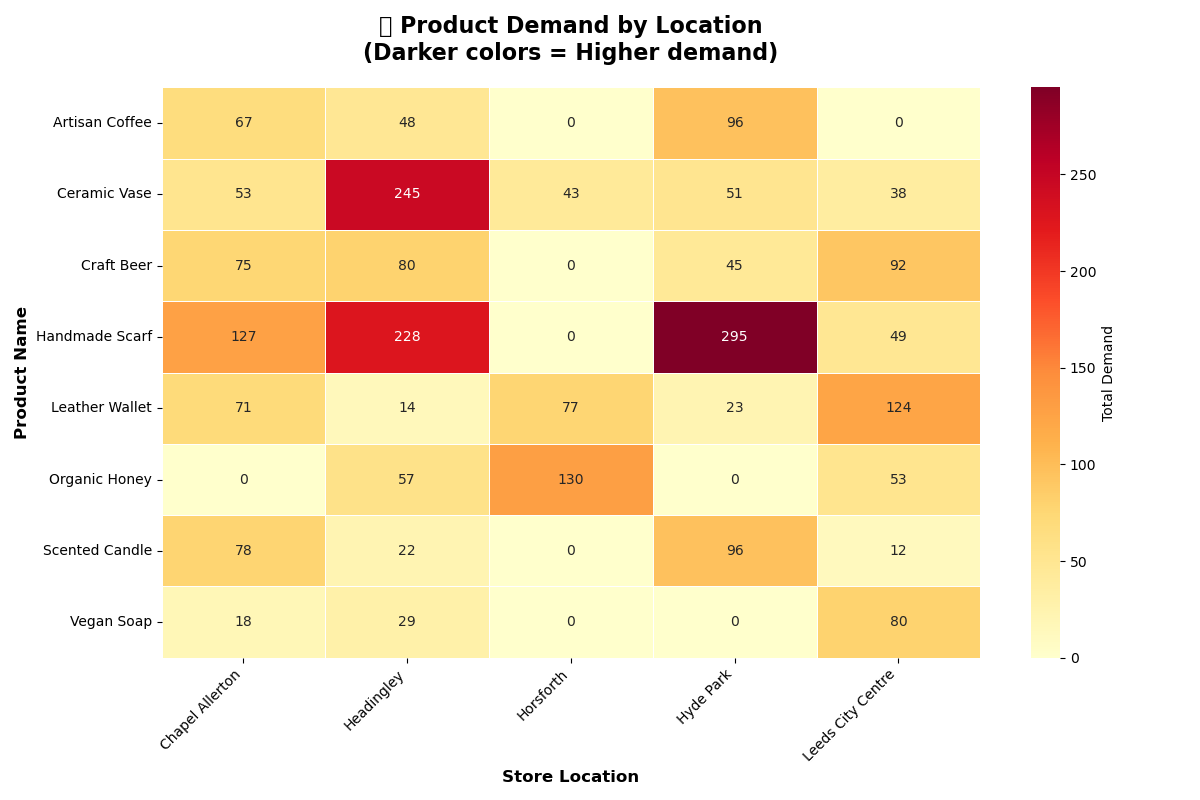 Product Demand by Location
(Darker colors = Higher demand)
Product Name
Artisan Coffee 67 48 0 96 0
Ceramic Vase 53 245 43 51 38
Craft Beer 75 80 0 45 92
Handmade Scarf 127 228 0 295 49
Leather Wallet 71 14 77 23 124
Organic Honey 0 57 130 0 53
Scented Candle 78 22 0 96 12
Vegan Soap 18 29 0 0 80
Chapel Allerton Headingley Horsforth Hyde Park Leeds City Centre
Store Location
250
200
150
100
50
0
Total Demand